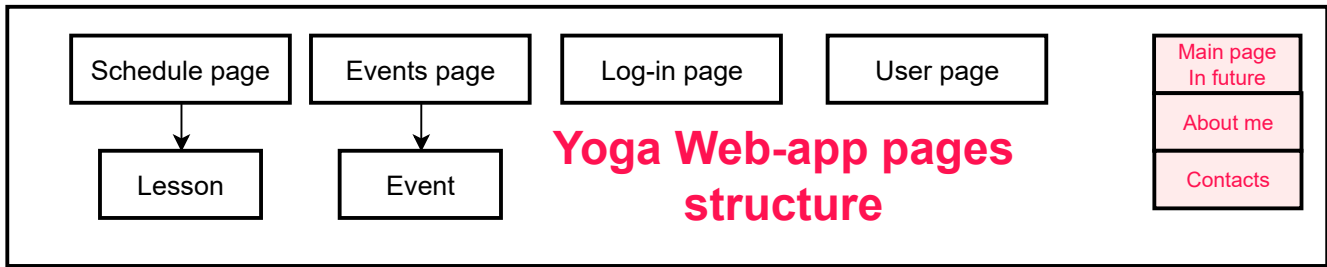 Schedule page
Events page
Log-in page
User page
Main page
In future
About me
Contacts
Lesson
Event
Yoga Web-app pages
structure